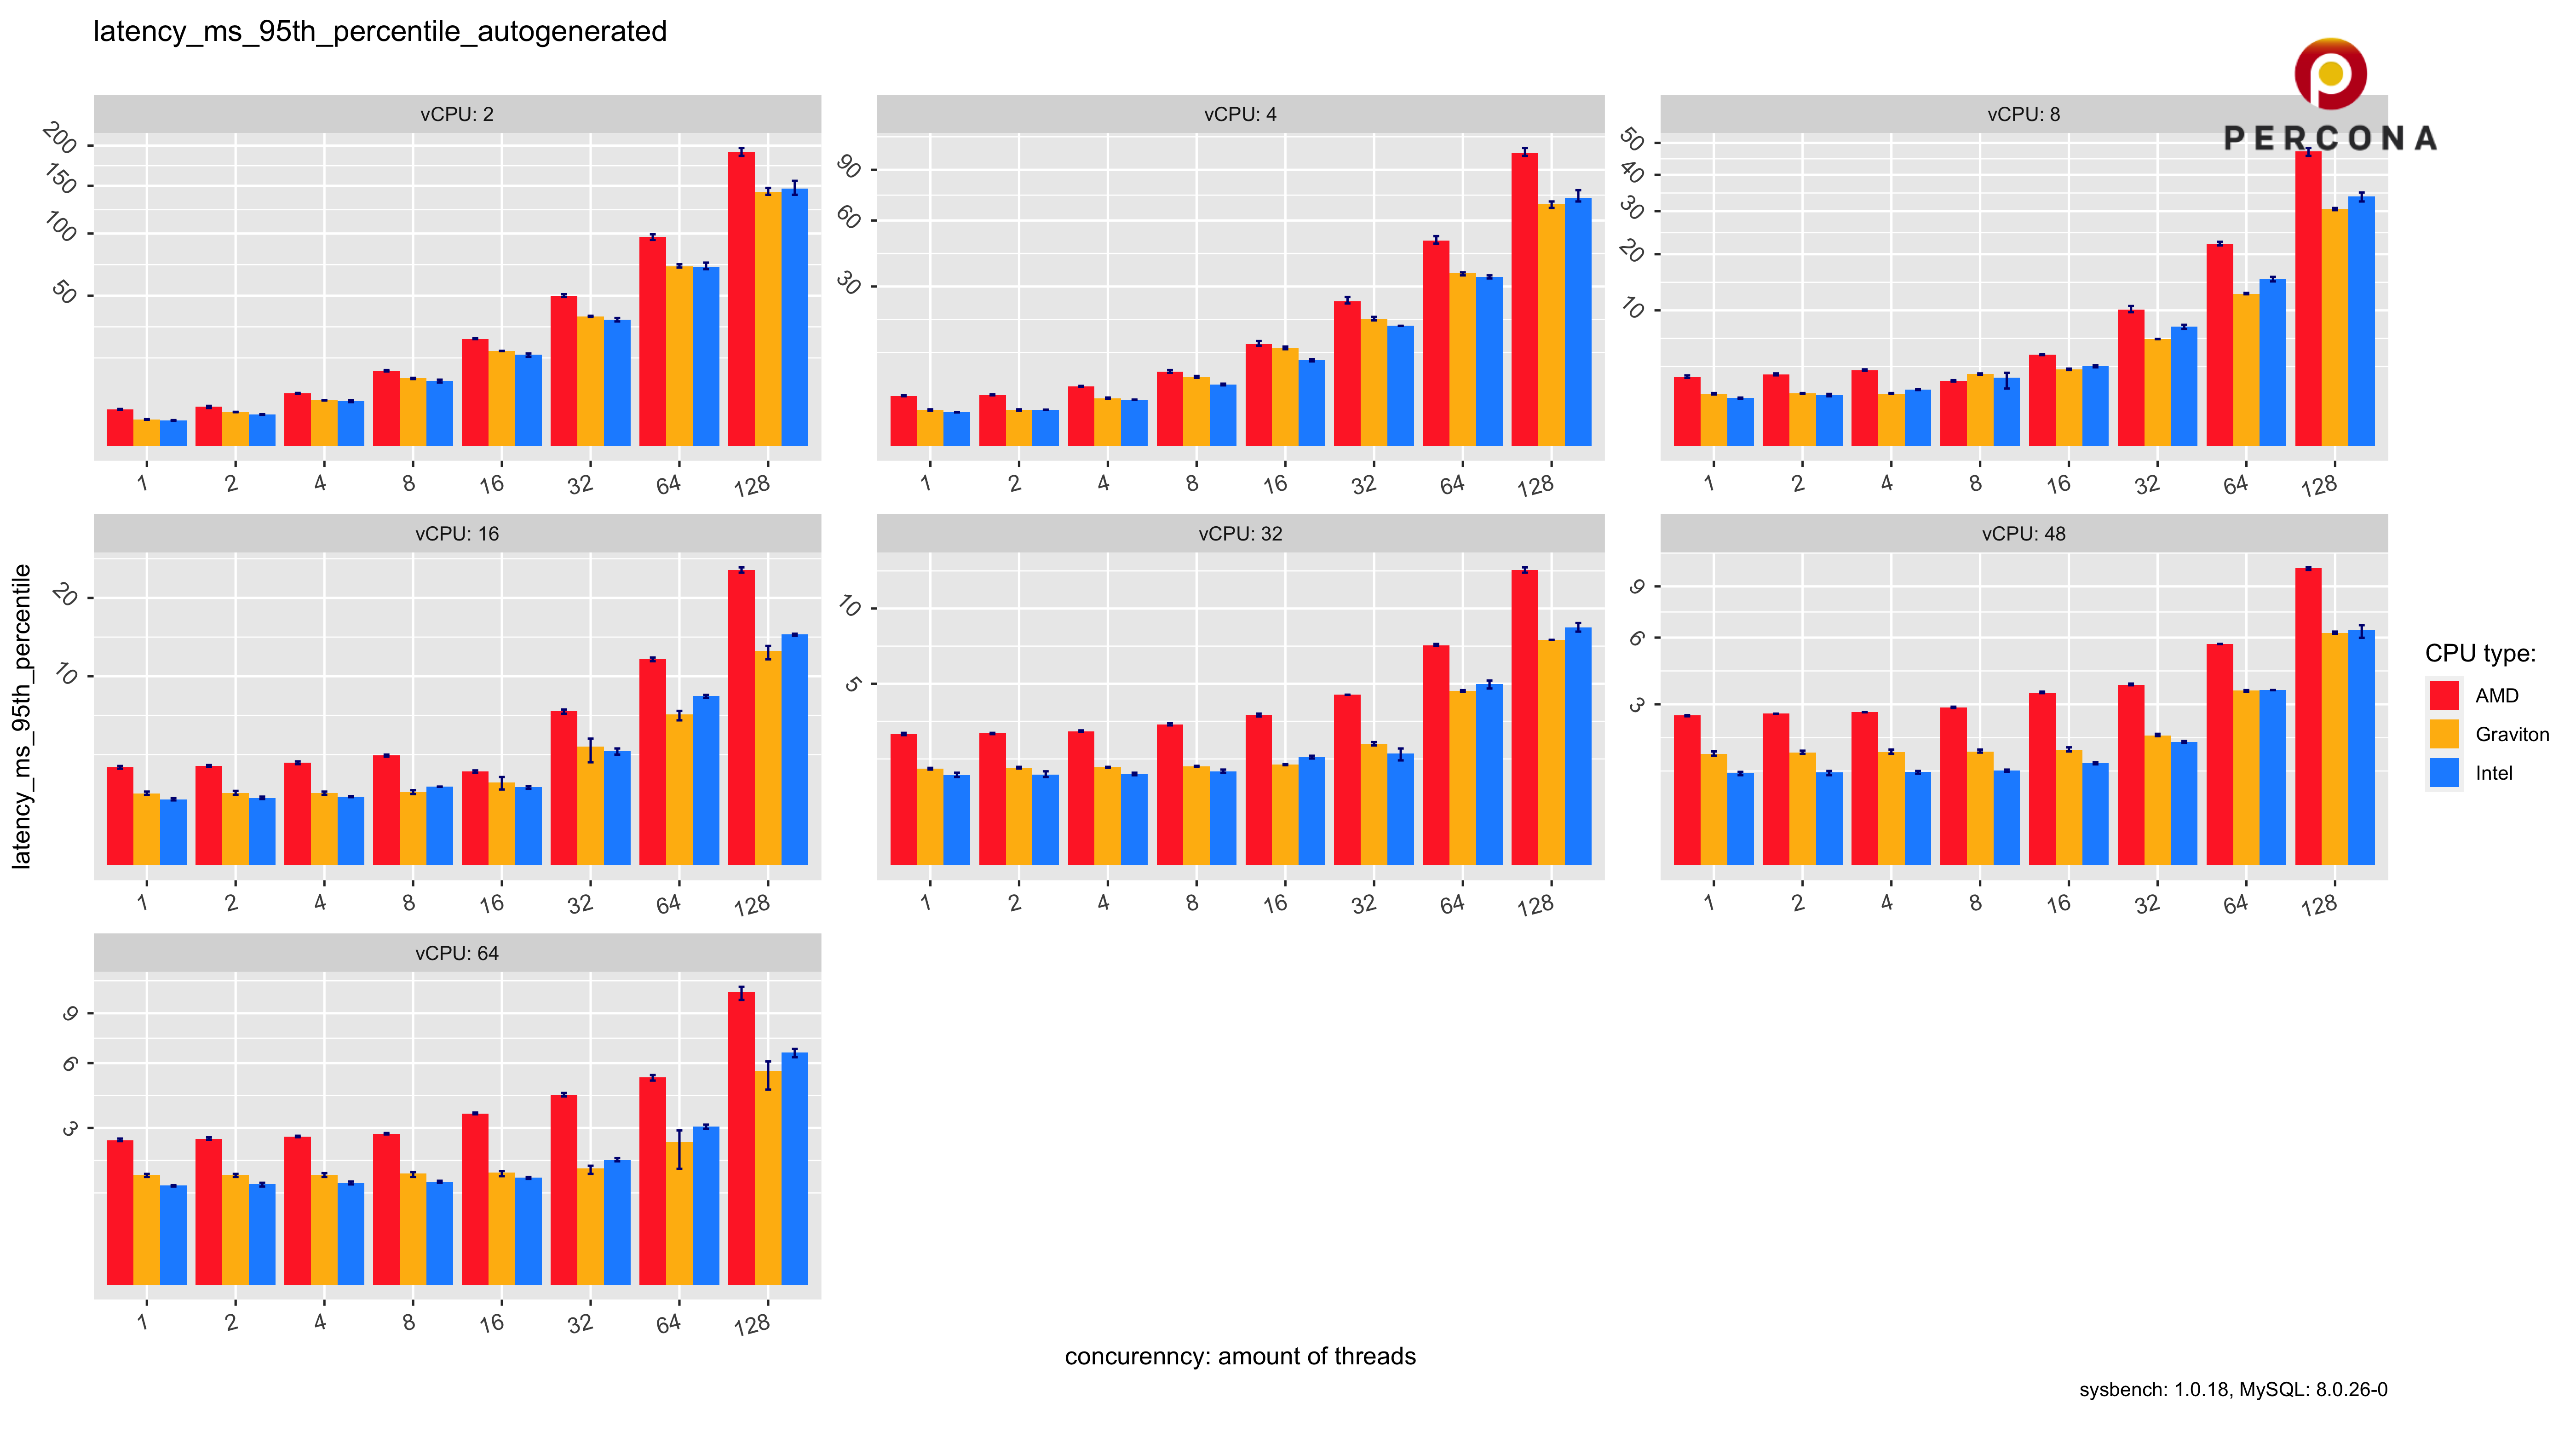 latency_ms_95th_percentile_autogenerated
PERCONA
vCPU: 2
200
150
100
50
1 2 4 8 16 32 64 128
vCPU: 4
90
60
30
1 2 4 8 16 32 64 128
vCPU: 8
50
40
30
20
10
1 2 4 8 16 32 64 128
latency_ms_95th_percentile
vCPU: 16
20
10
1 2 4 8 16 32 64 128
vCPU: 32
10
5
1 2 4 8 16 32 64 128
vCPU: 48
9
6
3
1 2 4 8 16 32 64 128
CPU type:
AMD
Graviton
Intel
vCPU: 64
9
6
3
1 2 4 8 16 32 64 128
concurenncy: amount of threads
sysbench: 1.0.18, MySQL: 8.0.26-0